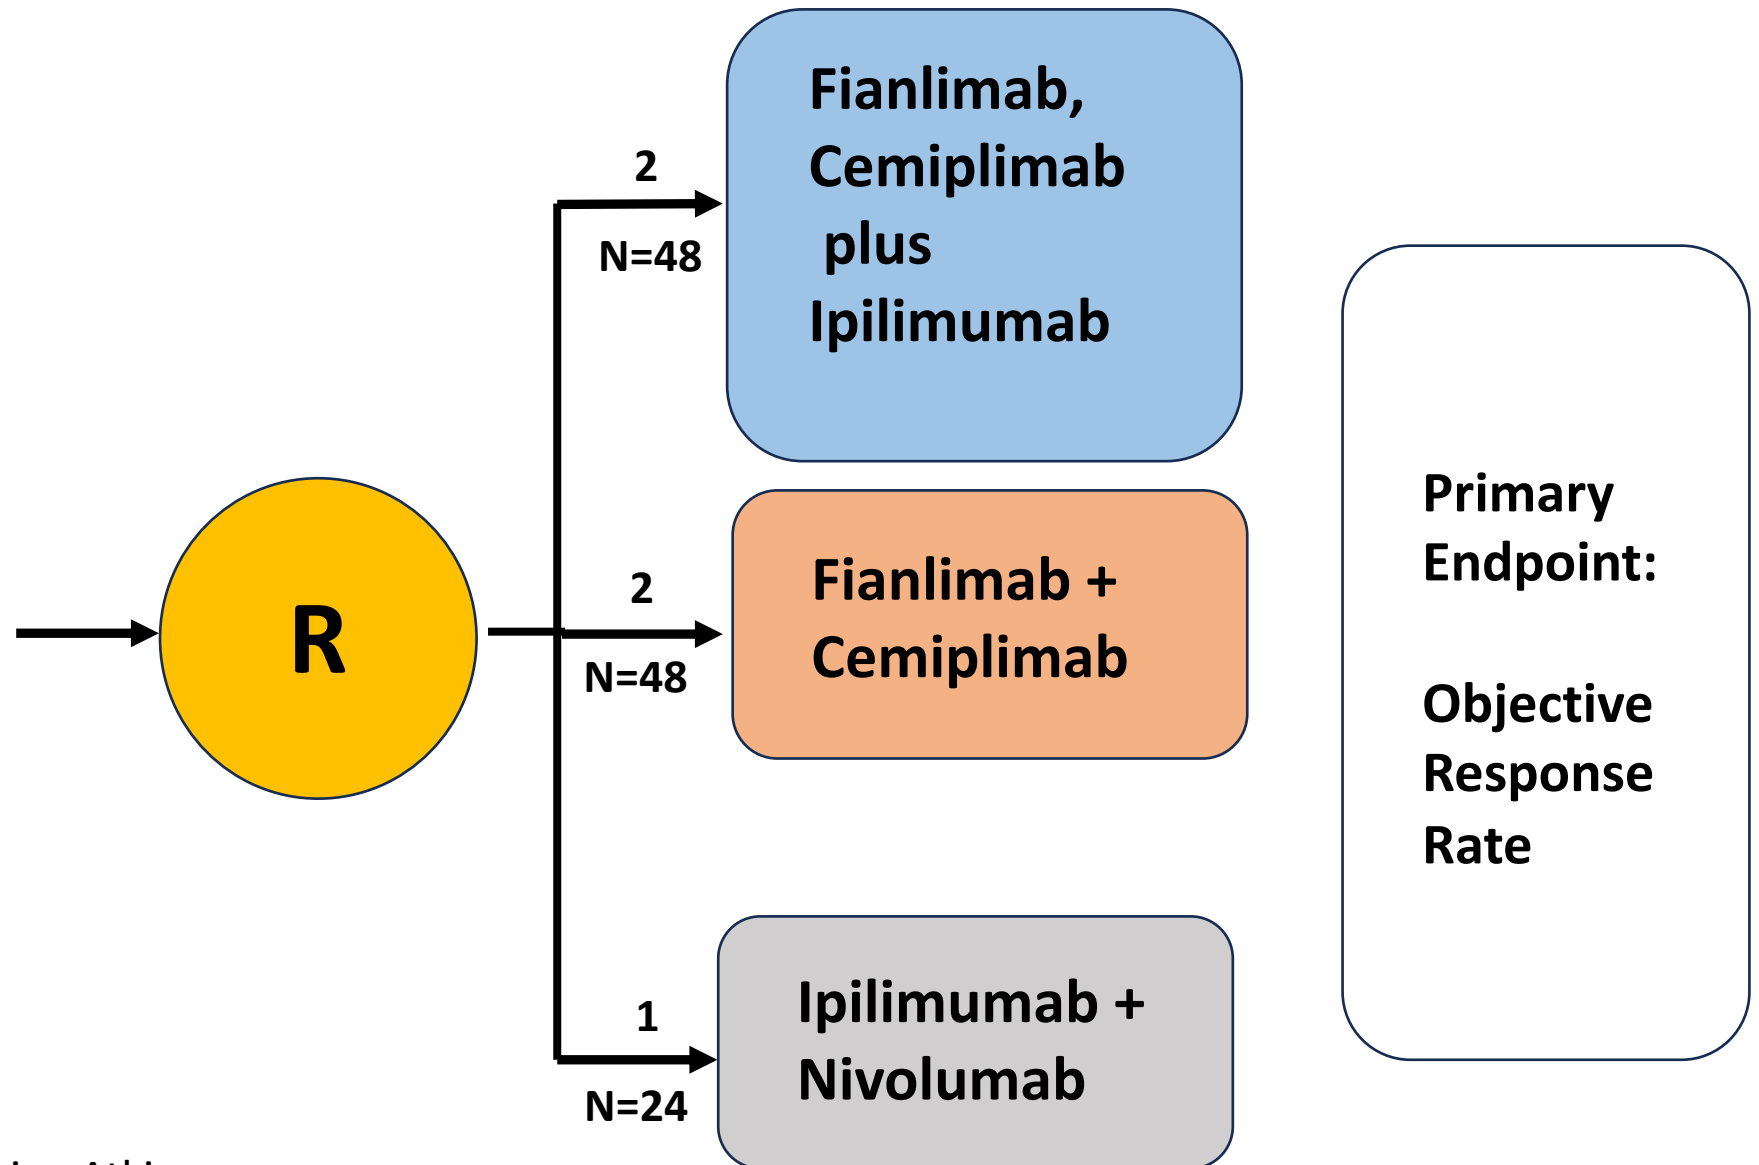 2
N=48
Fianlimab,
Cemiplimab
plus
Ipilimumab
R
2
N=48
Fianlimab +
Cemiplimab
1
N=24
Ipilimumab +
Nivolumab
Primary
Endpoint:
Objective
Response
Rate